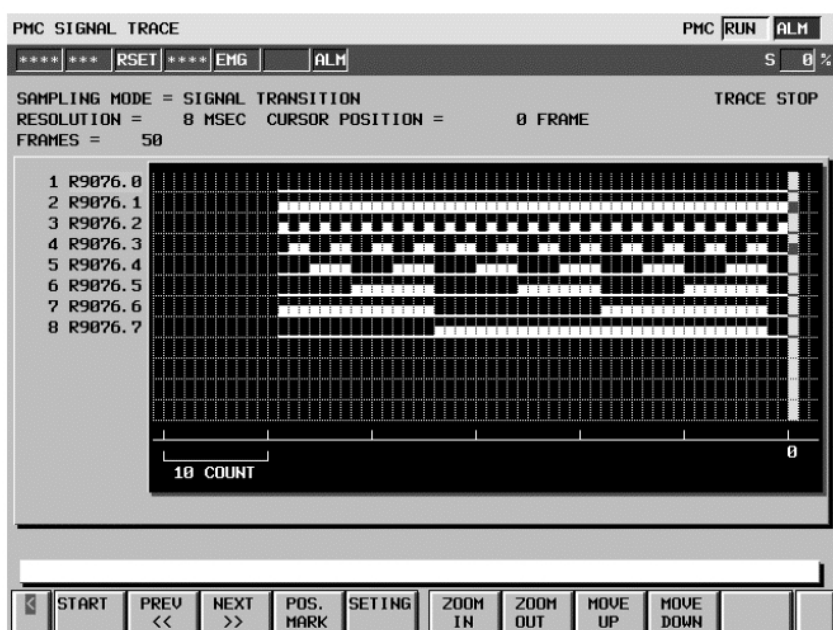 PMC SIGNAL TRACE PMC RUN ALM
**** *** RSET **** EMG ALM S 0 %
SAMPLING MODE = SIGNAL TRANSITION TRACE STOP
RESOLUTION = 8 MSEC CURSOR POSITION = 0 FRAME
FRAMES = 50
1 R9076.0
2 R9076.1
3 R9076.2
4 R9076.3
5 R9076.4
6 R9076.5
7 R9076.6
8 R9076.7
0
10 COUNT
< START PREV << NEXT >> POS. MARK SETING ZOOM IN ZOOM OUT MOVE UP MOVE DOWN